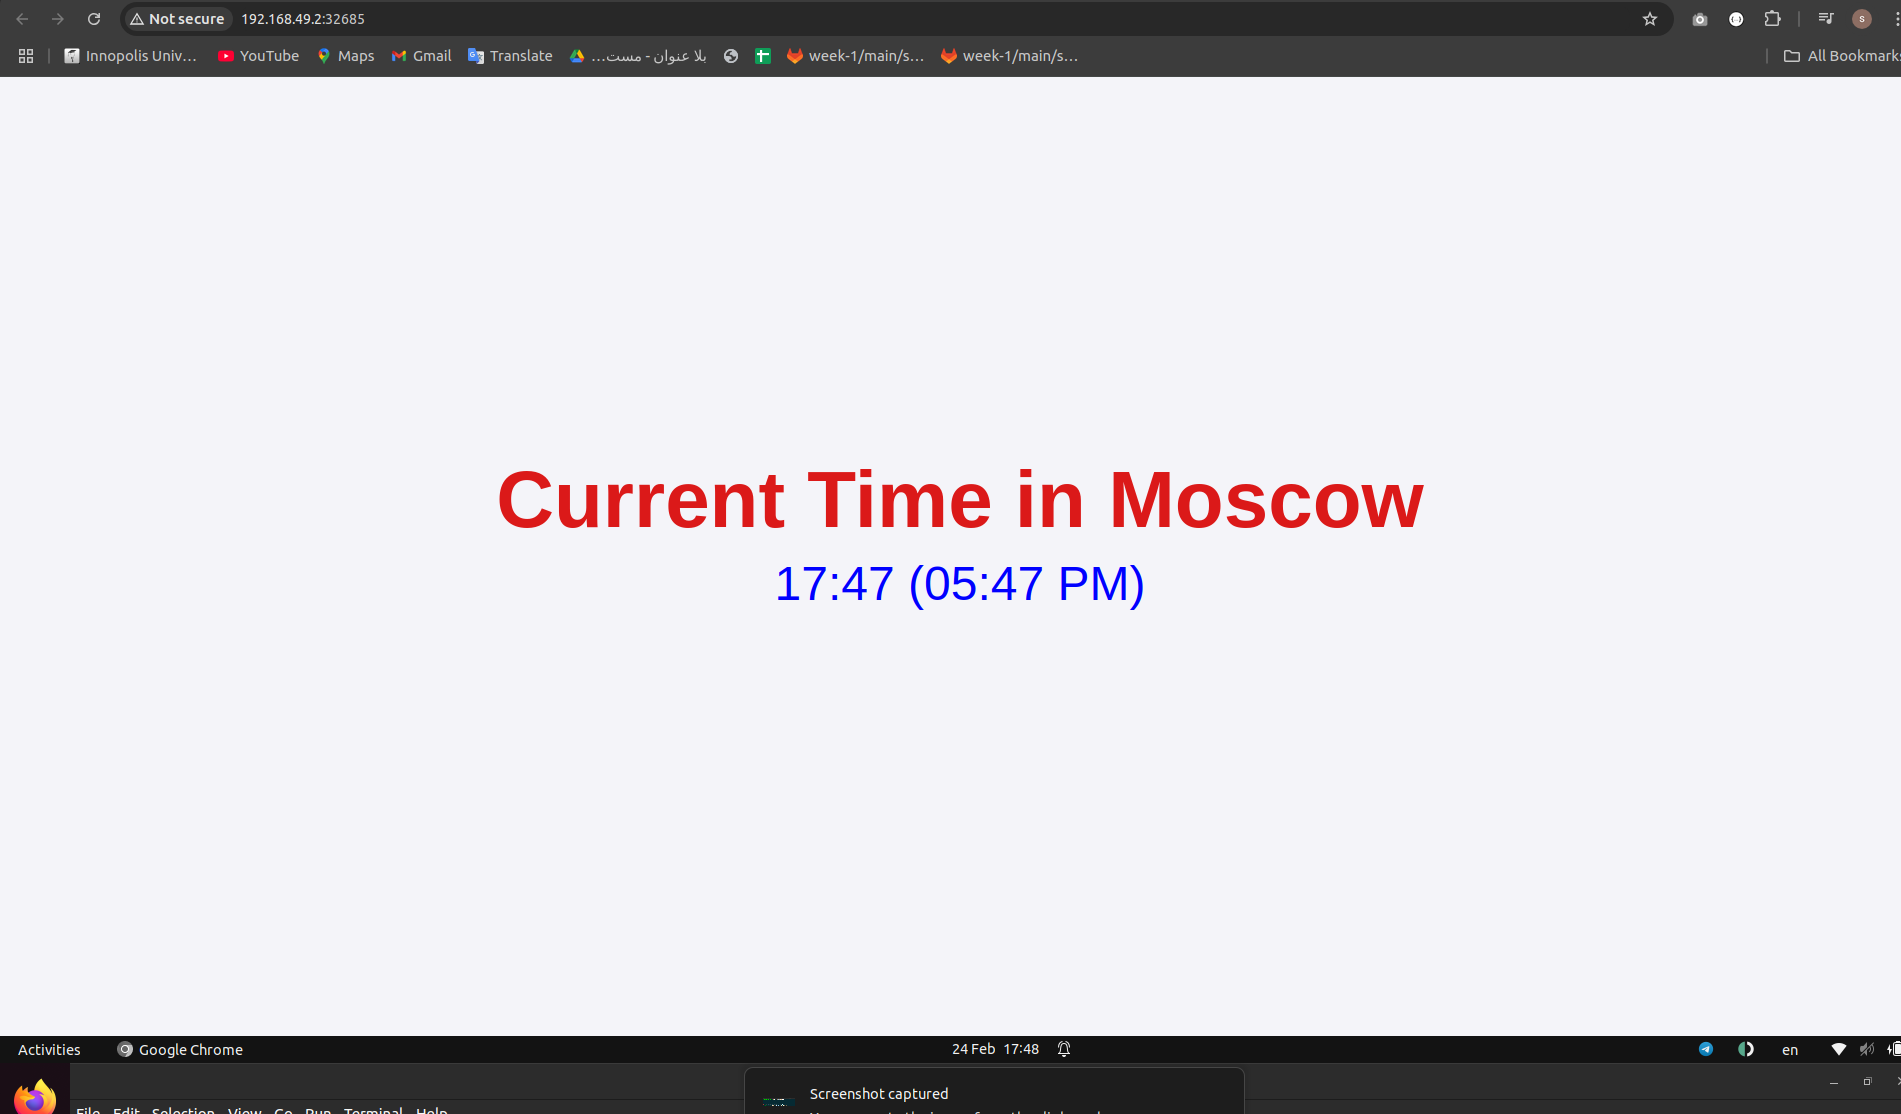 Not secure 192.168.49.2:32685
Innopolis Univ... YouTube Maps Gmail Translate بلا عنوان - مست... week-1/main/s... week-1/main/s... All Bookmarks
Current Time in Moscow
17:47 (05:47 PM)
Activities Google Chrome 24 Feb 17:48 en
Screenshot captured
File Edit Selection View Go Run Terminal Help